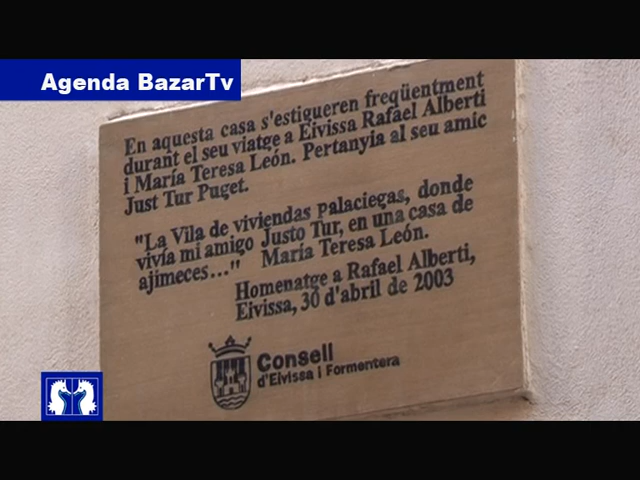 Agenda BazarTv
En aquesta casa s'estigueren freqüentment
durant el seu viatge a Eivissa Rafael Alberti
i María Teresa León. Pertanyia al seu amic
Just Tur Puget.
"La Vila de viviendas palaciegas, donde
vivía mi amigo Justo Tur, en una casa de
ajimeces..." María Teresa León.
Homenatge a Rafael Alberti,
Eivissa, 30 d'abril de 2003
Consell
d'Eivissa i Formentera